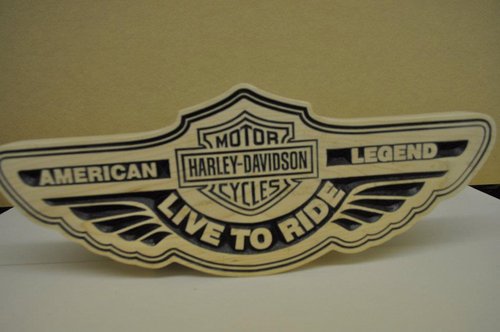 MOTOR
HARLEY-DAVIDSON
CYCLES
AMERICAN LEGEND
LIVE TO RIDE